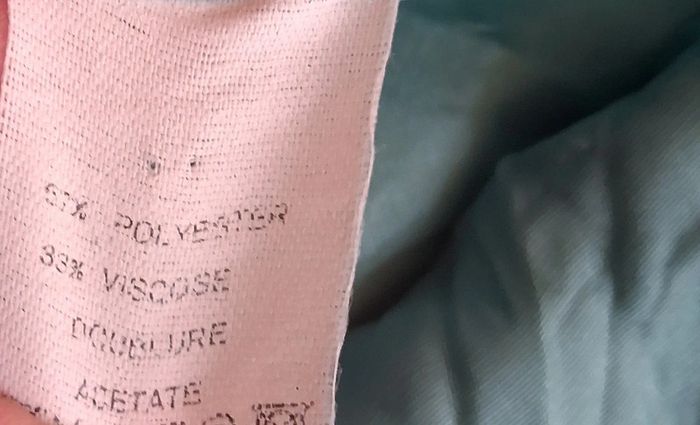 POLYESTER
33% VISCOSE
DOUBLURE
ACETATE